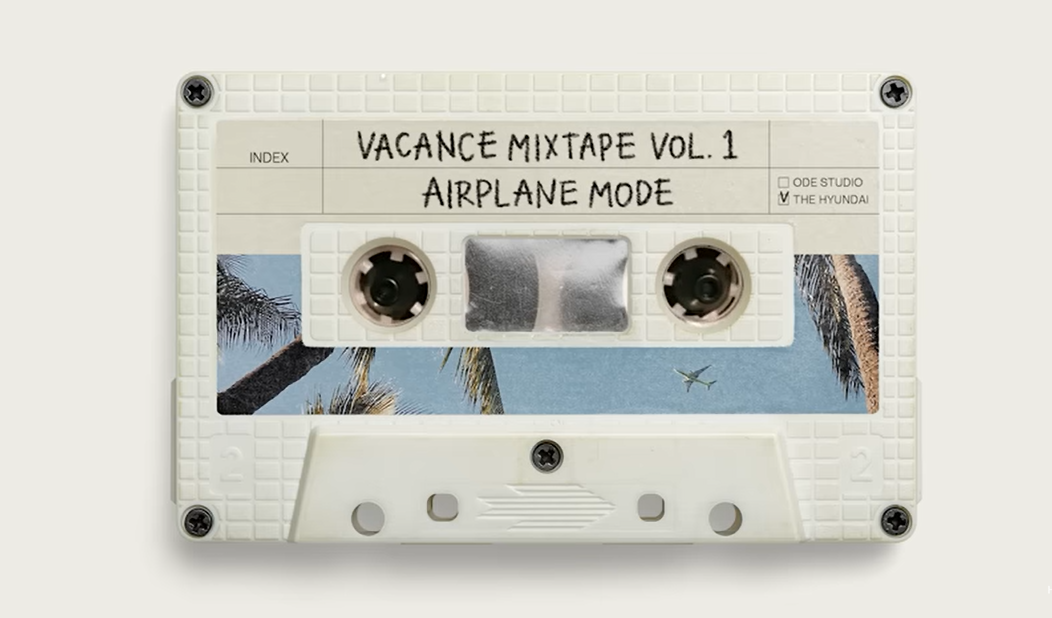 VACANCE MIXTAPE VOL. 1
INDEX
AIRPLANE MODE
ODE STUDIO
V THE HYUNDAI
2
2